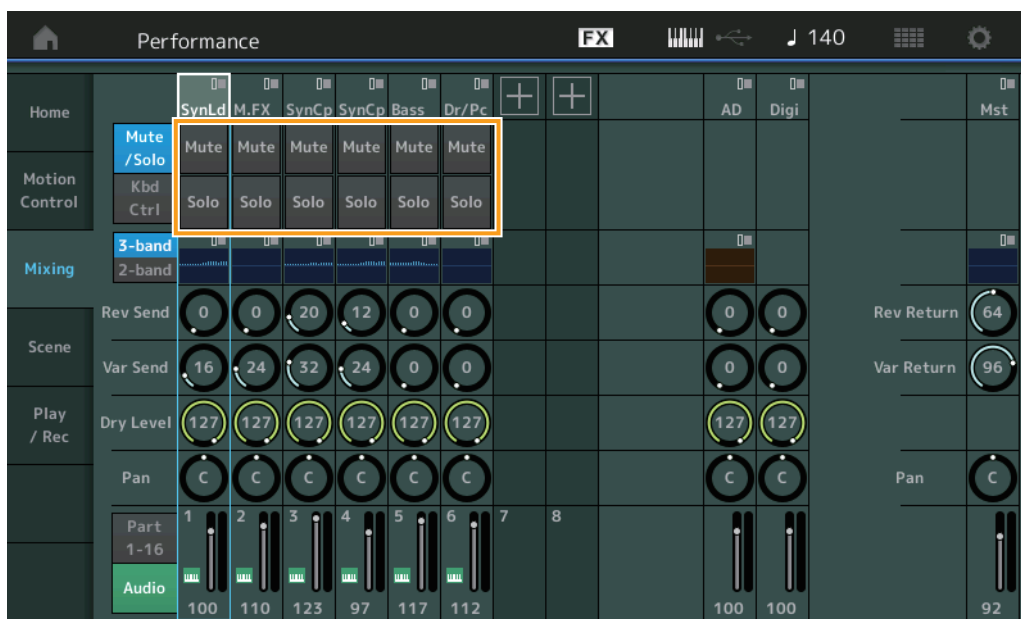 Performance FX 140
SynLd M.FX SynCp SynCp Bass Dr/Pc AD Digi Mst
Home
Mute /Solo
Mute Mute Mute Mute Mute Mute
Kbd Ctrl
Solo Solo Solo Solo Solo Solo
Motion Control
3-band
2-band
Mixing
Rev Send 0 0 20 12 0 0 0 0 Rev Return 64
Scene
Var Send 16 24 32 24 0 0 0 0 Var Return 96
Play / Rec
Dry Level 127 127 127 127 127 127 127 127
Pan C C C C C C C C Pan C
1 2 3 4 5 6 7 8
Part 1-16
Audio
100 110 123 97 117 112 100 100 92